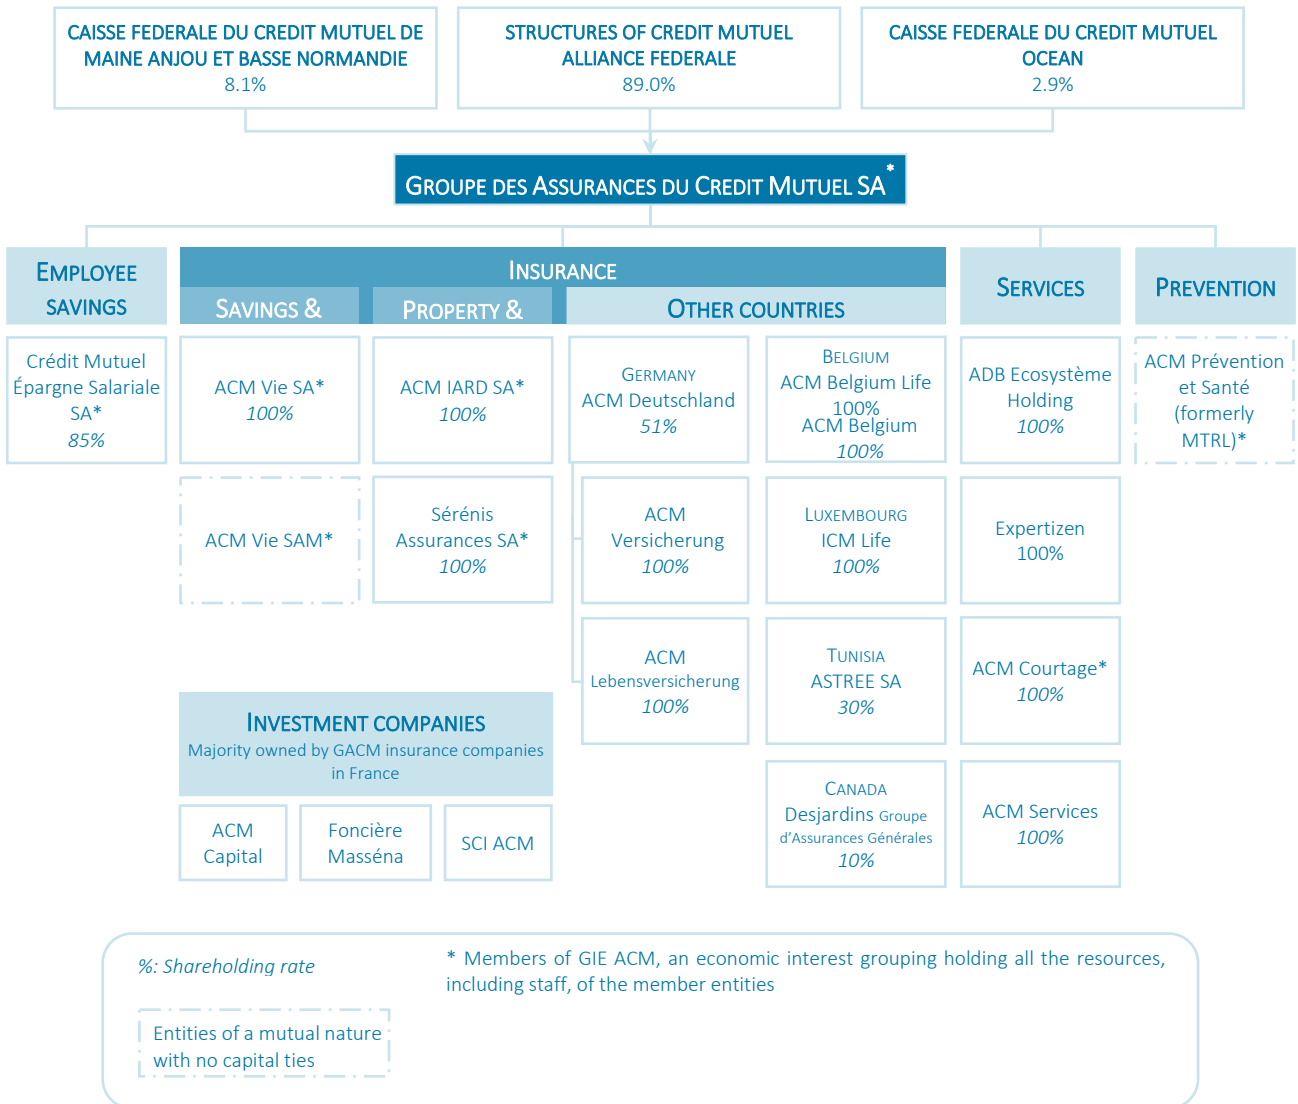 CAISSE FEDERALE DU CREDIT MUTUEL DE
MAINE ANJOU ET BASSE NORMANDIE
8.1%
STRUCTURES OF CREDIT MUTUEL
ALLIANCE FEDERALE
89.0%
CAISSE FEDERALE DU CREDIT MUTUEL
OCEAN
2.9%
GROUPE DES ASSURANCES DU CREDIT MUTUEL SA*
EMPLOYEE
SAVINGS
INSURANCE
SAVINGS &
PROPERTY &
OTHER COUNTRIES
SERVICES
PREVENTION
Crédit Mutuel
Épargne Salariale
SA*
85%
ACM Vie SA*
100%
ACM IARD SA*
100%
GERMANY
ACM Deutschland
51%
BELGIUM
ACM Belgium Life
100%
ACM Belgium
100%
ADB Ecosystème
Holding
100%
ACM Prévention
et Santé
(formerly
MTRL)*
ACM Vie SAM*
Sérénis
Assurances SA*
100%
ACM
Versicherung
100%
LUXEMBOURG
ICM Life
100%
Expertizen
100%
ACM
Lebensversicherung
100%
TUNISIA
ASTREE SA
30%
ACM Courtage*
100%
INVESTMENT COMPANIES
Majority owned by GACM insurance companies
in France
CANADA
Desjardins Groupe
d'Assurances Générales
10%
ACM Services
100%
ACM
Capital
Foncière
Masséna
SCI ACM
%: Shareholding rate
* Members of GIE ACM, an economic interest grouping holding all the resources,
including staff, of the member entities
Entities of a mutual nature
with no capital ties